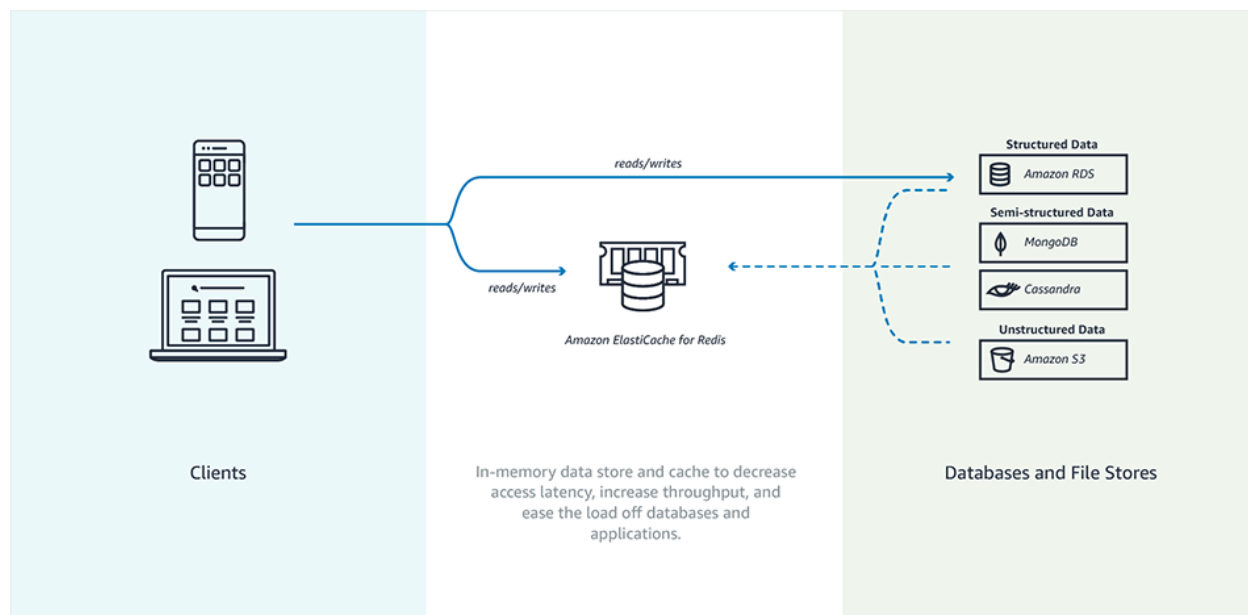 reads/writes
Structured Data
Amazon RDS
Semi-structured Data
MongoDB
Cassandra
Unstructured Data
Amazon S3
reads/writes
Amazon ElastiCache for Redis
Clients
In-memory data store and cache to decrease
access latency, increase throughput, and
ease the load off databases and
applications.
Databases and File Stores